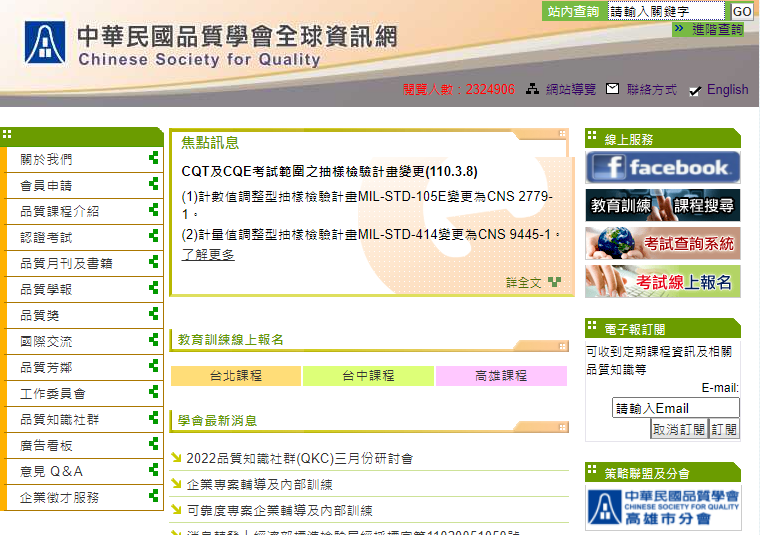 站內查詢 請輸入關鍵字 GO
» 進階查詢
中華民國品質學會全球資訊網
Chinese Society for Quality
閱覽人數：2324906 網站導覽 聯絡方式 English
關於我們
會員申請
品質課程介紹
認證考試
品質月刊及書籍
品質學報
品質獎
國際交流
品質芳鄰
工作委員會
品質知識社群
廣告看板
意見 Q&A
企業徵才服務
焦點訊息
CQT及CQE考試範圍之抽樣檢驗計畫變更(110.3.8)
(1)計數值調整型抽樣檢驗計畫MIL-STD-105E變更為CNS 2779-
1。
(2)計量值調整型抽樣檢驗計畫MIL-STD-414變更為CNS 9445-1。
了解更多
詳全文
教育訓練線上報名
台北課程 台中課程 高雄課程
學會最新消息
2022品質知識社群(QKC)三月份研討會
企業專案輔導及內部訓練
可靠度專案企業輔導及內部訓練
線上服務
facebook
教育訓練 課程搜尋
考試查詢系統
考試線上報名
電子報訂閱
可收到定期課程資訊及相關
品質知識等
E-mail:
請輸入Email
取消訂閱 訂閱
策略聯盟及分會
中華民國品質學會
CHINESE SOCIETY FOR QUALITY
高雄市分會